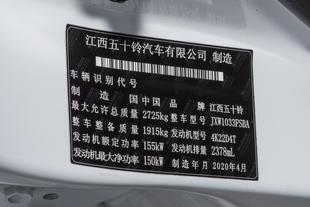 江西五十铃汽车有限公司 制造
车辆识别代号
制造国 中国 品牌 江西五十铃
最大允许总质量 2725kg 整车型号 JXW1033FSBA
整车整备质量 1915kg 发动机型号 4K22D4T
发动机额定功率 155kW 发动机排量 2378mL
发动机最大净功率 150kW 制造年月 2020年4月